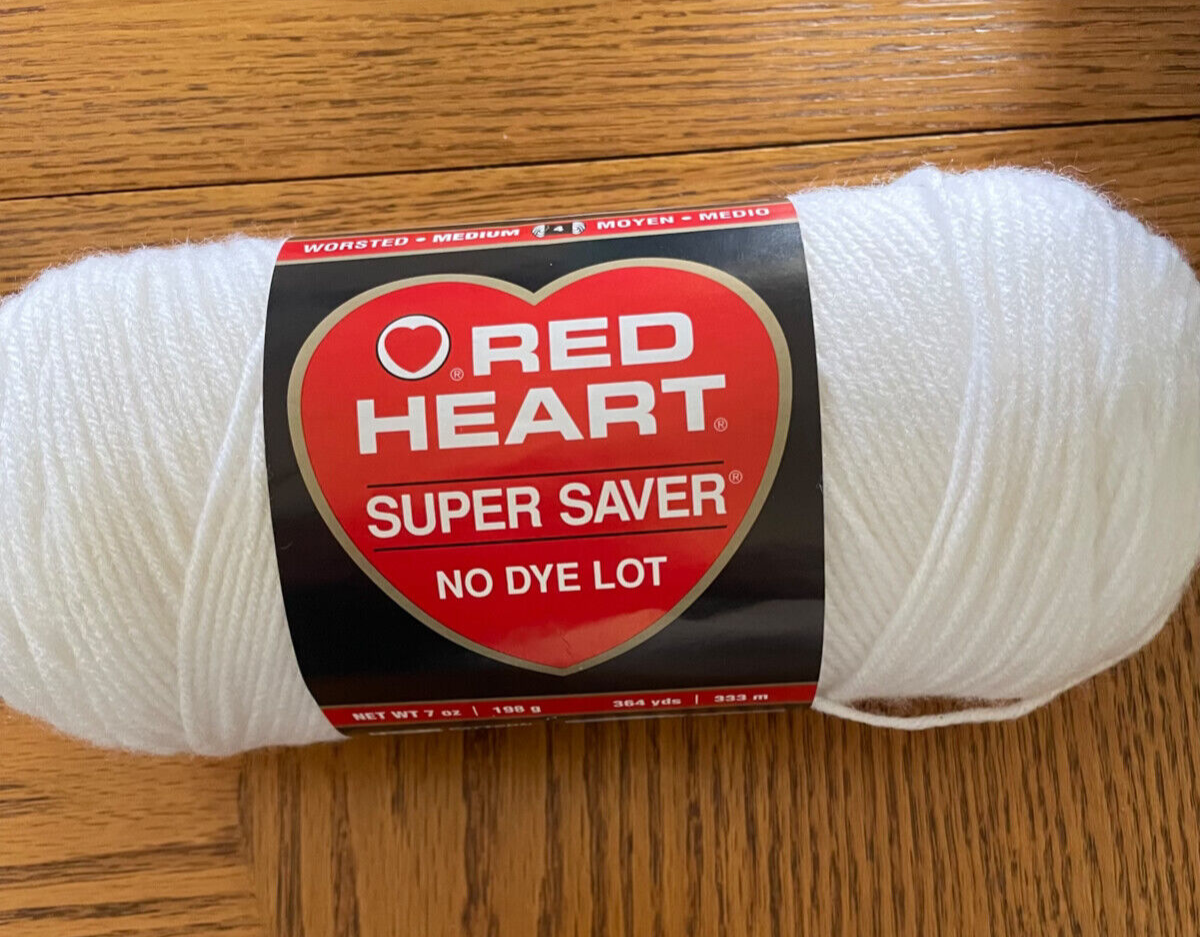 WORSTED • MEDIUM 4 MOYEN • MEDIO
® RED
HEART®
SUPER SAVER®
NO DYE LOT
NET WT 7 oz | 198 g 364 yds | 333 m